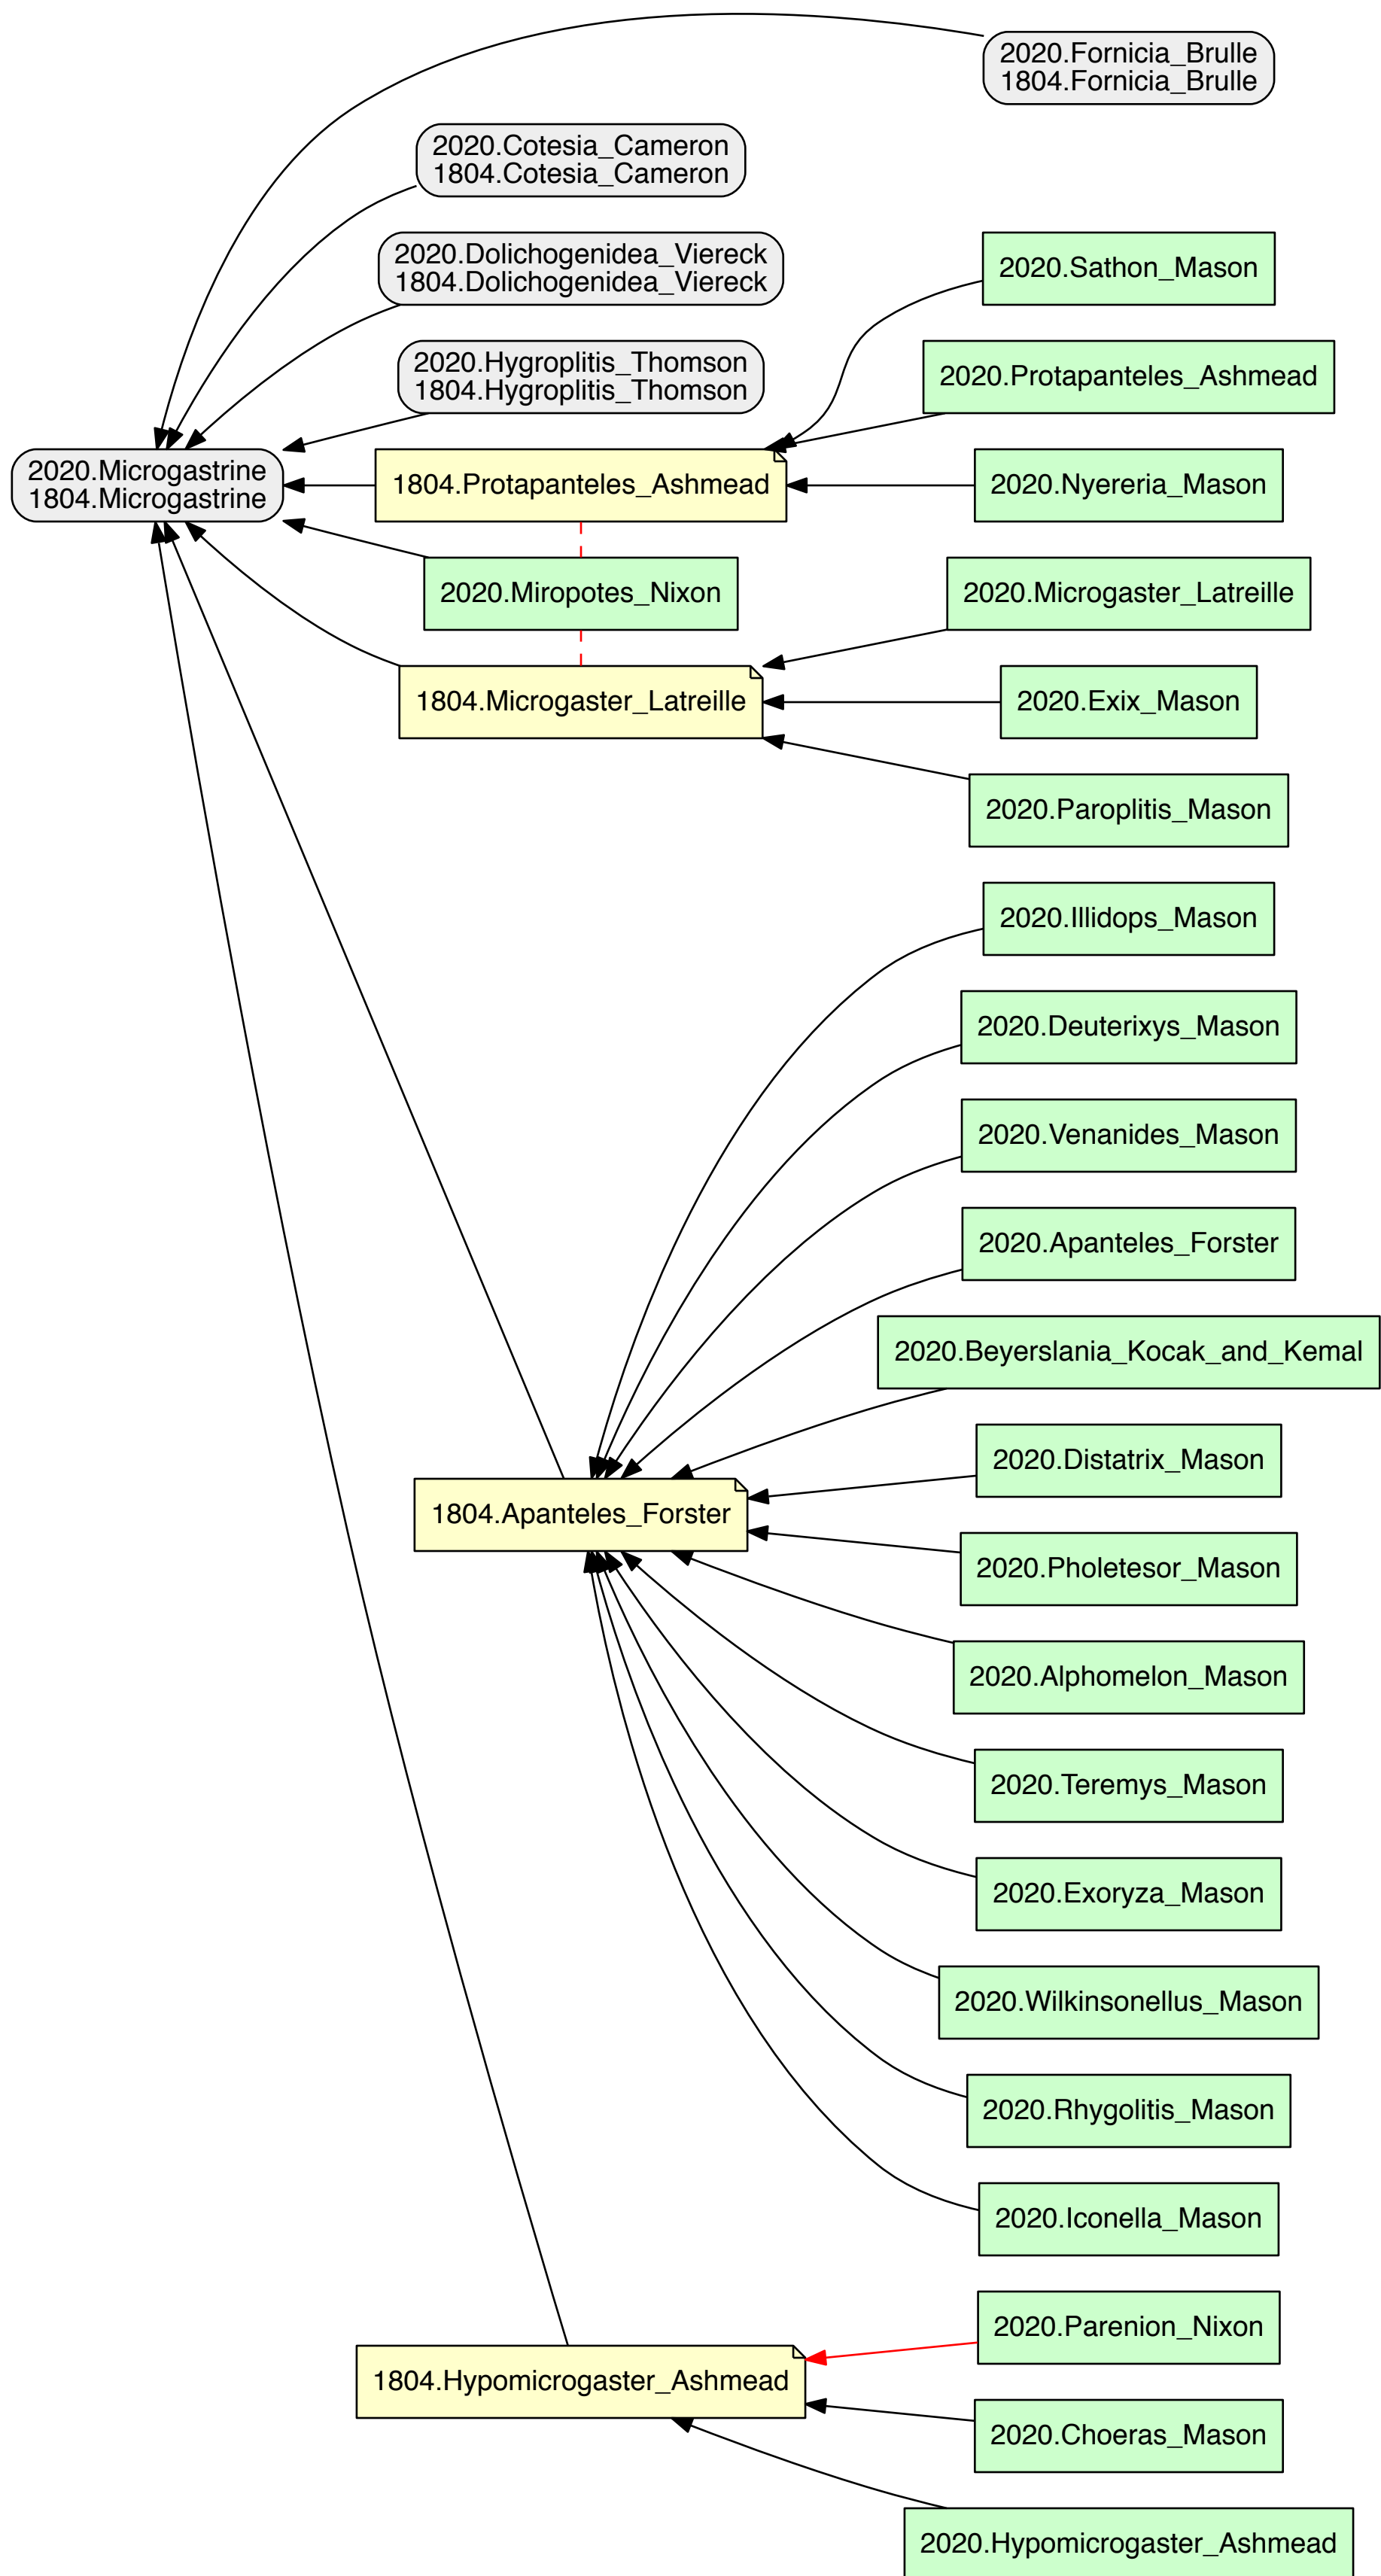 2020.Fornicia_Brulle
1804.Fornicia_Brulle
2020.Cotesia_Cameron
1804.Cotesia_Cameron
2020.Dolichogenidea_Viereck
1804.Dolichogenidea_Viereck
2020.Sathon_Mason
2020.Hygroplitis_Thomson
1804.Hygroplitis_Thomson
2020.Protapanteles_Ashmead
2020.Microgastrine
1804.Microgastrine
1804.Protapanteles_Ashmead
2020.Nyereria_Mason
2020.Miropotes_Nixon
2020.Microgaster_Latreille
1804.Microgaster_Latreille
2020.Exix_Mason
2020.Paroplitis_Mason
2020.Illidops_Mason
2020.Deuterixys_Mason
2020.Venanides_Mason
2020.Apanteles_Forster
2020.Beyerslania_Kocak_and_Kemal
2020.Distatrix_Mason
1804.Apanteles_Forster
2020.Pholetesor_Mason
2020.Alphomelon_Mason
2020.Teremys_Mason
2020.Exoryza_Mason
2020.Wilkinsonellus_Mason
2020.Rhygolitis_Mason
2020.Iconella_Mason
2020.Parenion_Nixon
1804.Hypomicrogaster_Ashmead
2020.Choeras_Mason
2020.Hypomicrogaster_Ashmead